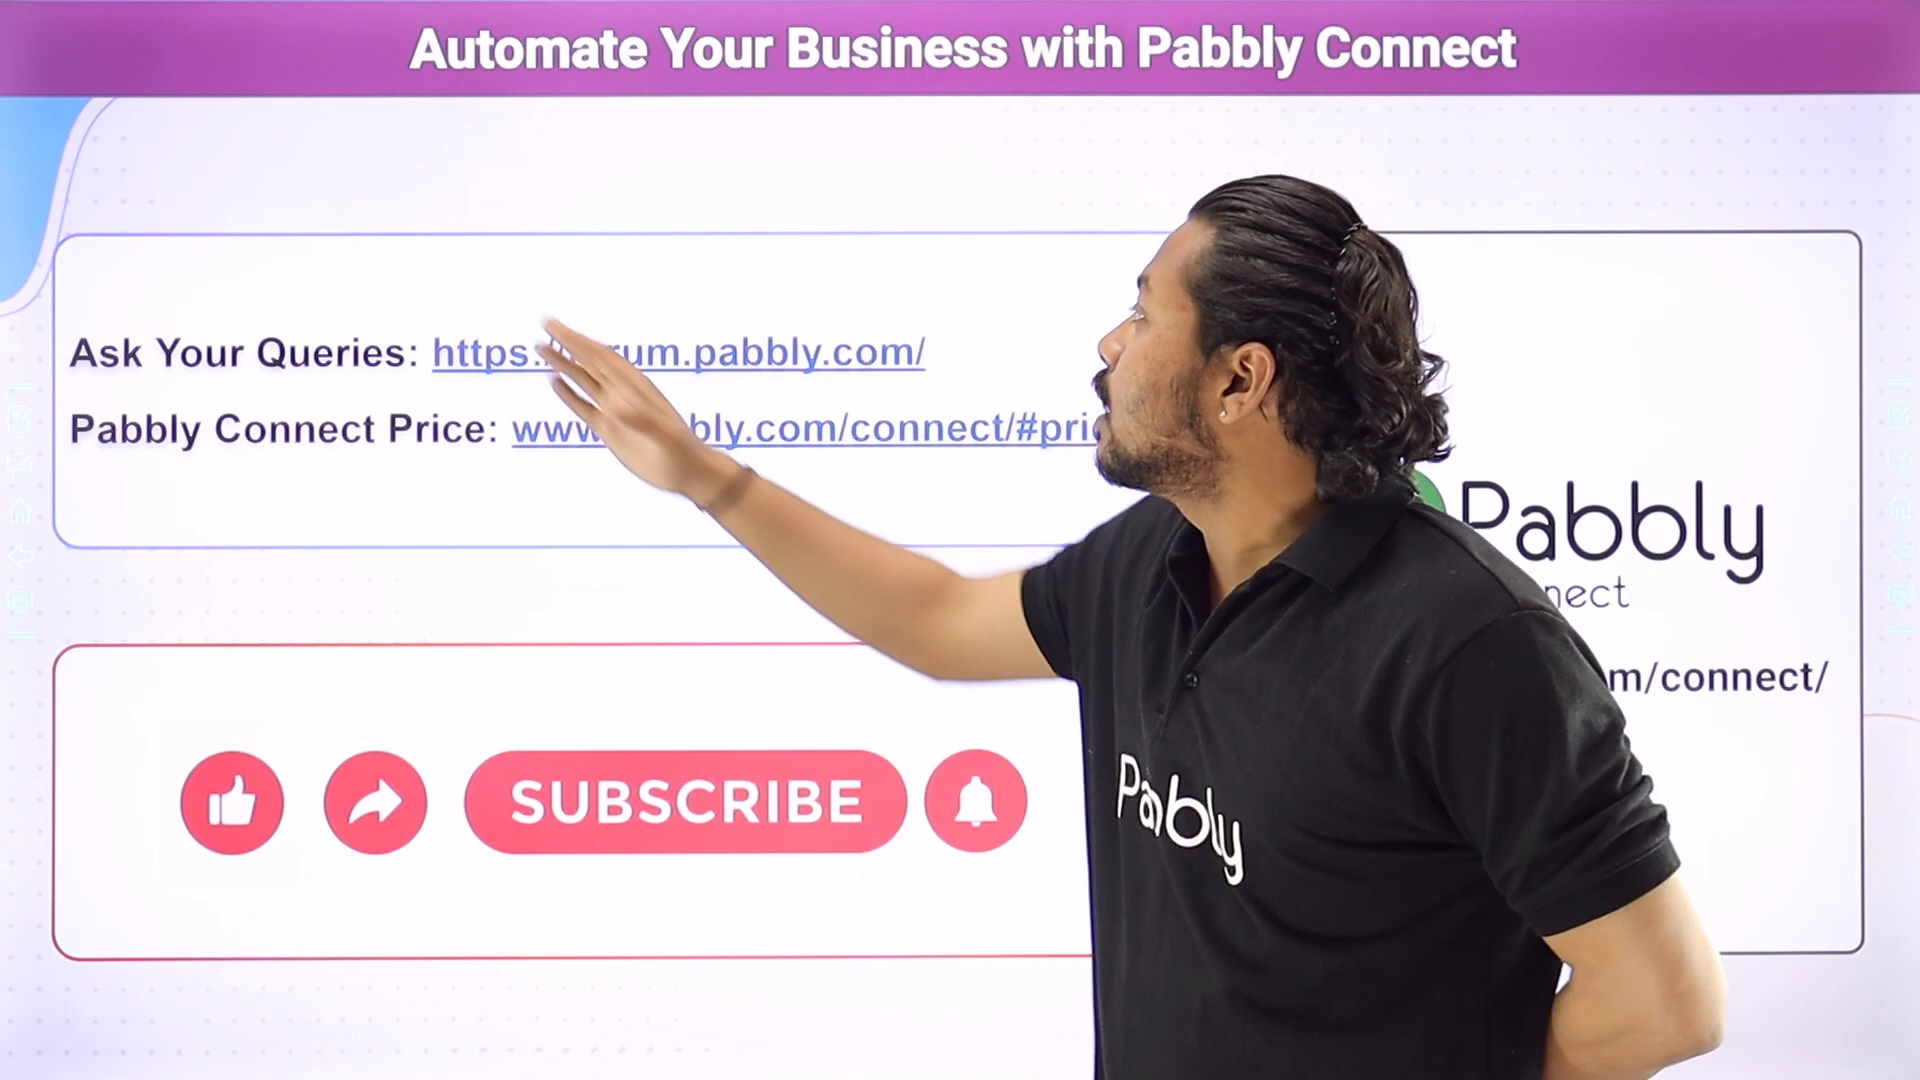 Automate Your Business with Pabbly Connect
Ask Your Queries: https: rum.pabbly.com/
Pabbly Connect Price: www bly.com/connect/#pri
Pabbly
nect
m/connect/
SUBSCRIBE
Pabbly